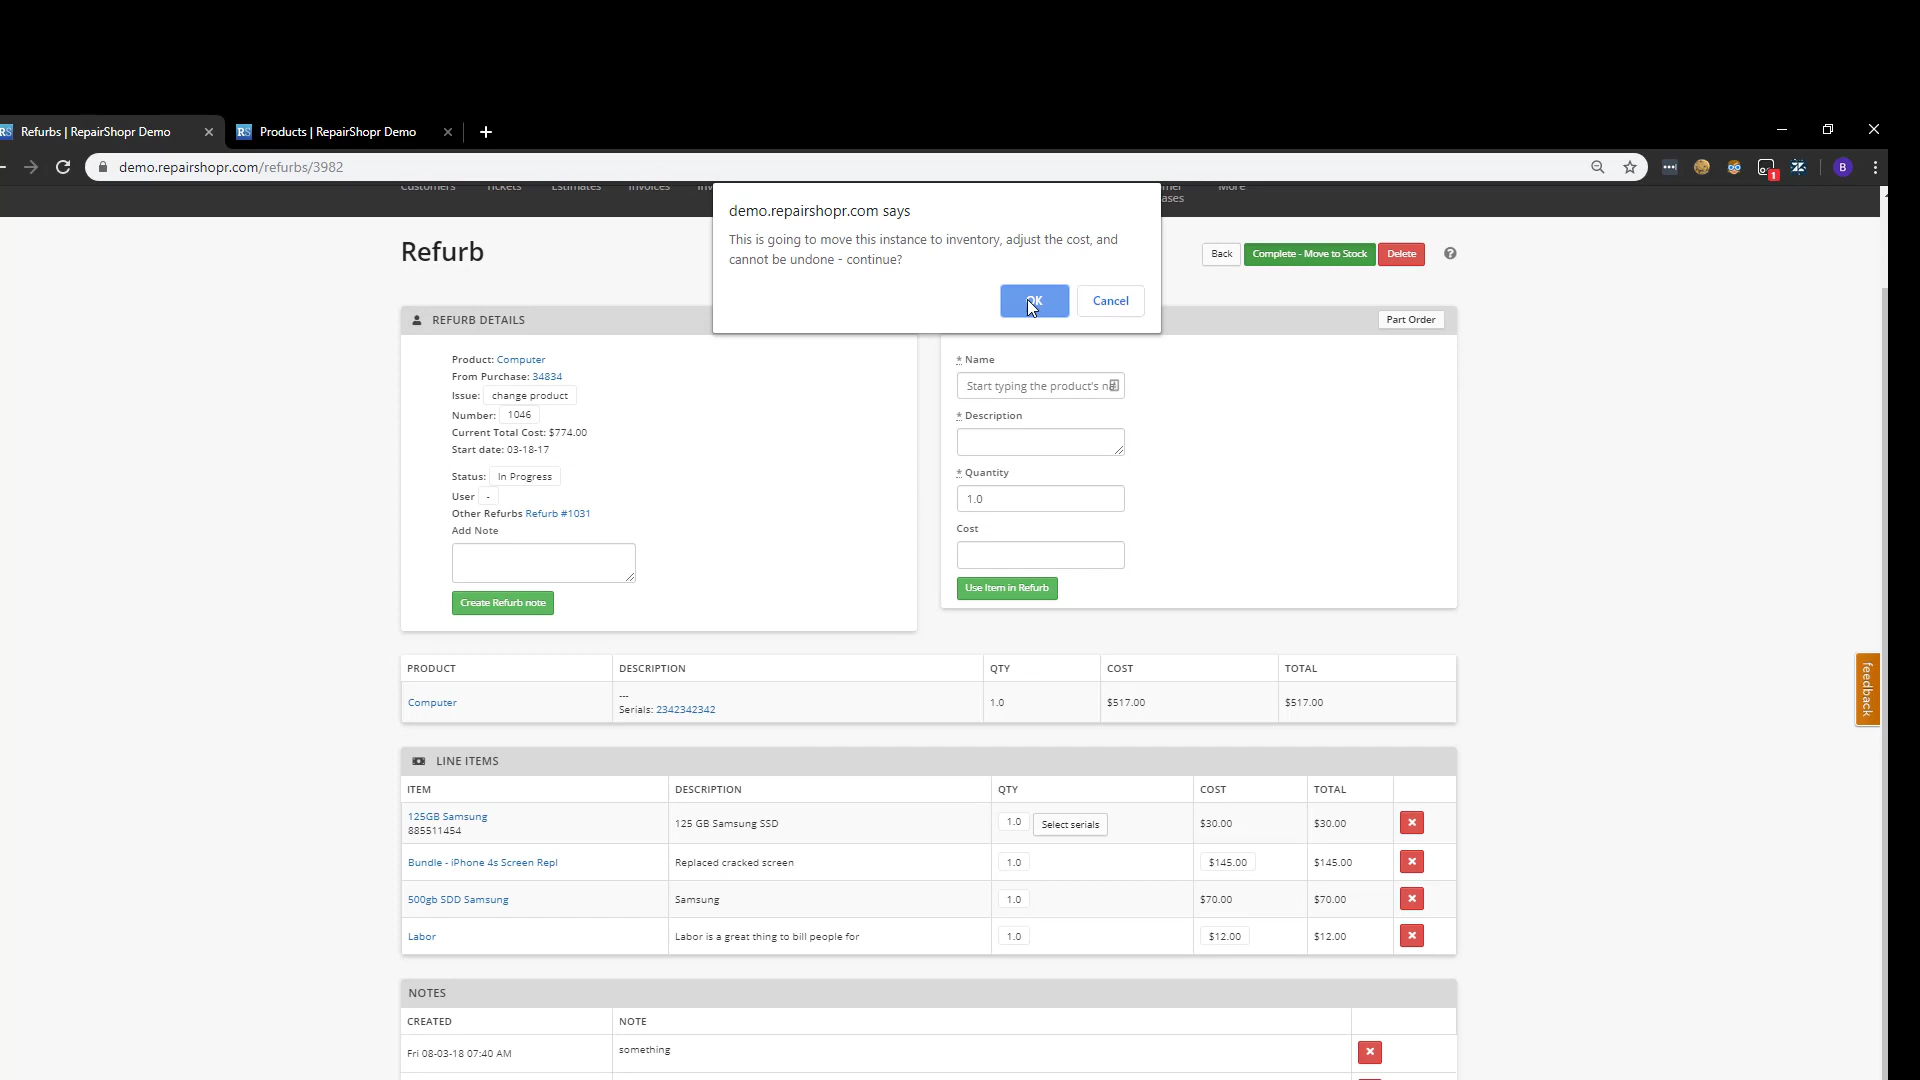 RS Refurbs | RepairShopr Demo
RS Products | RepairShopr Demo
demo.repairshopr.com/refurbs/3982
1
B
Customers Tickets Estimates Invoices More
demo.repairshopr.com says
This is going to move this instance to inventory, adjust the cost, and
cannot be undone - continue?
OK
Cancel
Refurb
Back
Complete - Move to Stock
Delete
?
REFURB DETAILS
Part Order
Product: Computer
From Purchase: 34834
Issue: change product
Number: 1046
Current Total Cost: $774.00
Start date: 03-18-17
Status: In Progress
User -
Other Refurbs Refurb #1031
Add Note
Create Refurb note
* Name
Start typing the product's
* Description
* Quantity
1.0
Cost
Use Item in Refurb
PRODUCT DESCRIPTION QTY COST TOTAL
Computer
---
Serials: 2342342342
1.0 $517.00 $517.00
feedback
LINE ITEMS
ITEM DESCRIPTION QTY COST TOTAL
125GB Samsung
885511454
125 GB Samsung SSD 1.0 Select serials $30.00 $30.00
Bundle - iPhone 4s Screen Repl Replaced cracked screen 1.0 $145.00 $145.00
500gb SDD Samsung Samsung 1.0 $70.00 $70.00
Labor Labor is a great thing to bill people for 1.0 $12.00 $12.00
NOTES
CREATED NOTE
Fri 08-03-18 07:40 AM something